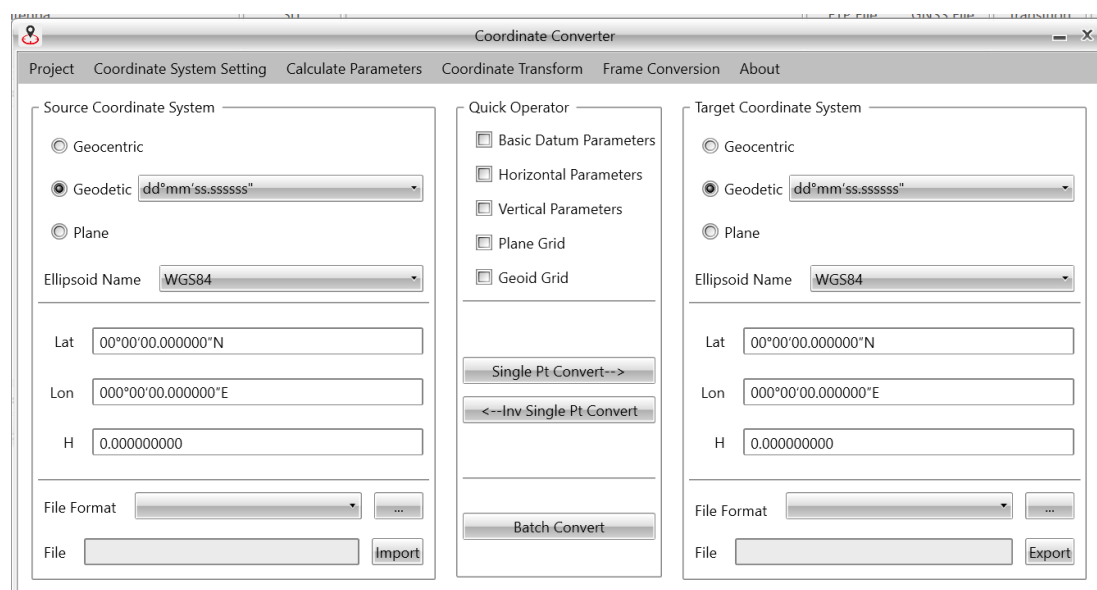 Coordinate Converter
Project Coordinate System Setting Calculate Parameters Coordinate Transform Frame Conversion About
Source Coordinate System
Geocentric
Geodetic dd°mm'ss.ssssss"
Plane
Ellipsoid Name WGS84
Lat 00°00'00.000000"N
Lon 000°00'00.000000"E
H 0.000000000
File Format ...
File Import
Quick Operator
Basic Datum Parameters
Horizontal Parameters
Vertical Parameters
Plane Grid
Geoid Grid
Single Pt Convert-->
<--Inv Single Pt Convert
Batch Convert
Target Coordinate System
Geocentric
Geodetic dd°mm'ss.ssssss"
Plane
Ellipsoid Name WGS84
Lat 00°00'00.000000"N
Lon 000°00'00.000000"E
H 0.000000000
File Format ...
File Export